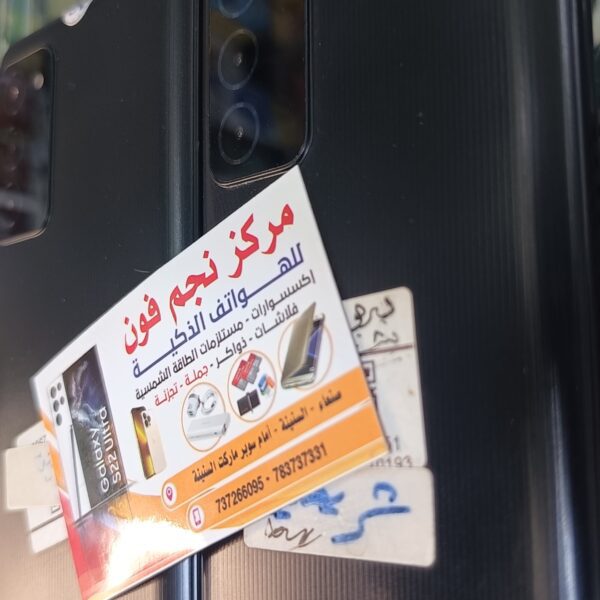 مركز نجم فون
للهواتف الذكية
إكسسوارات - مستلزمات الطاقة الشمسية
فلاشات - ذواكر - جملة - تجزئة
Galaxy
S22 Ultra
صنعاء - السنينة - أمام سوبر ماركت السنينة
737266095 - 783737331